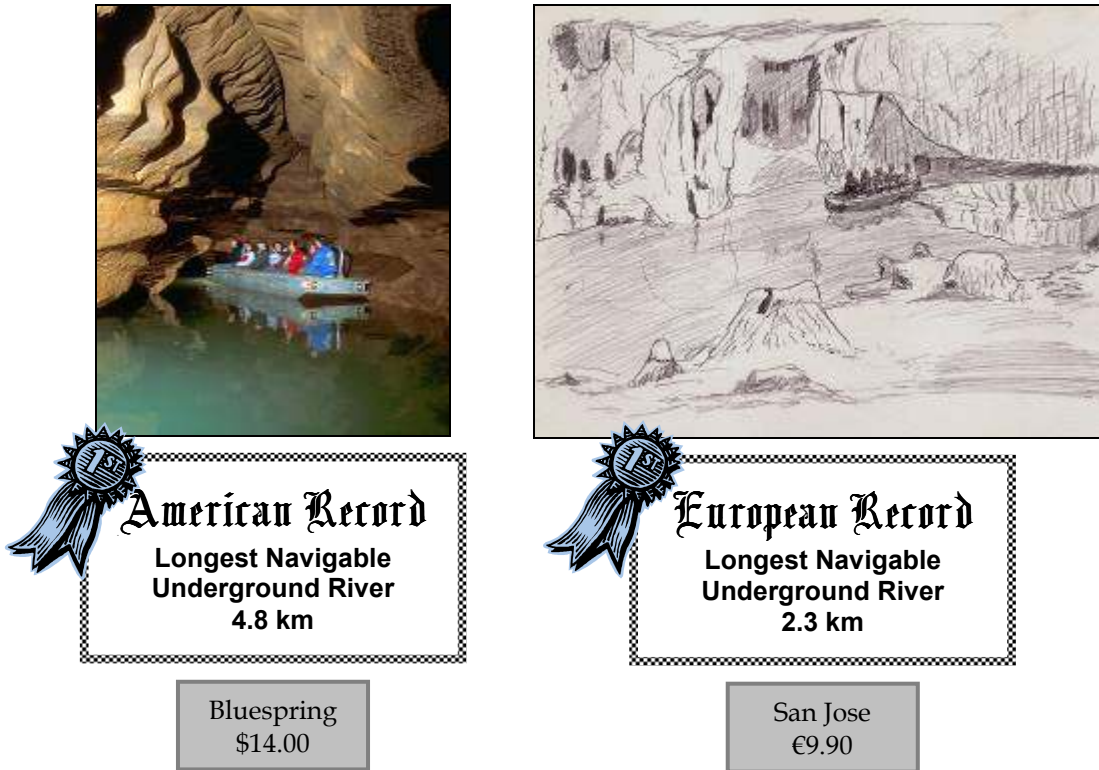 1ST.
American Record
Longest Navigable
Underground River
4.8 km
Bluespring
$14.00
1ST.
European Record
Longest Navigable
Underground River
2.3 km
San Jose
€9.90